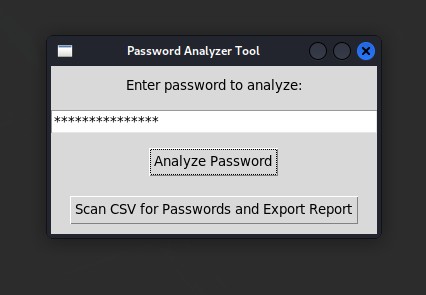 Password Analyzer Tool
Enter password to analyze:
***************
Analyze Password
Scan CSV for Passwords and Export Report